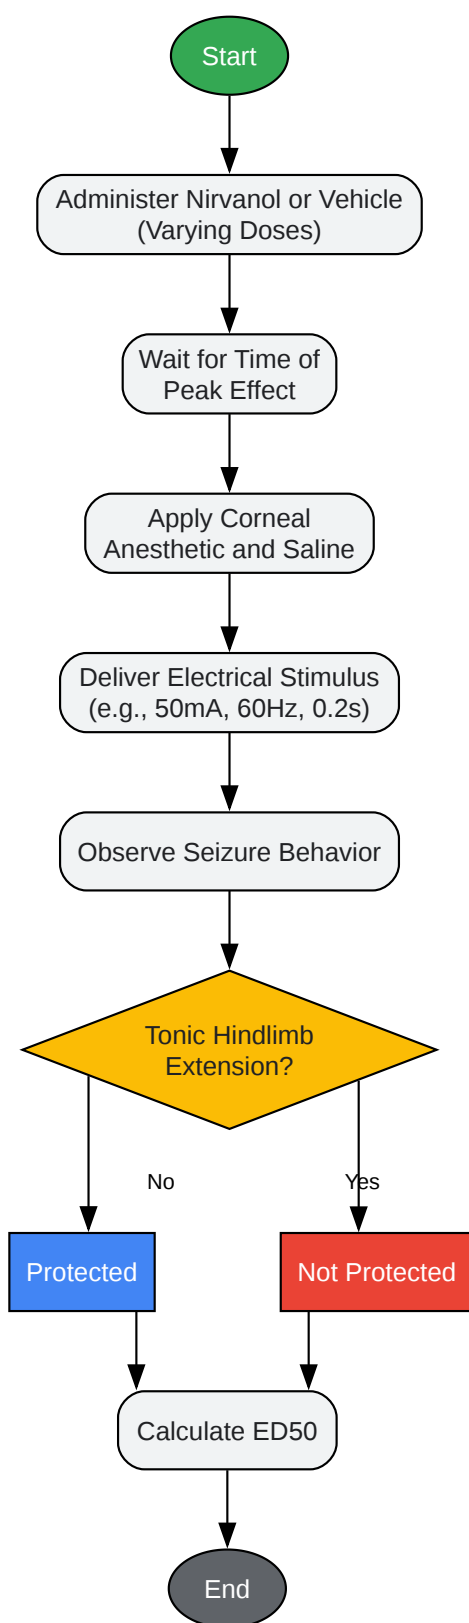 Start
Administer Nirvanol or Vehicle
(Varying Doses)
Wait for Time of
Peak Effect
Apply Corneal
Anesthetic and Saline
Deliver Electrical Stimulus
(e.g., 50mA, 60Hz, 0.2s)
Observe Seizure Behavior
Tonic Hindlimb
Extension?
No
Yes
Protected
Not Protected
Calculate ED50
End